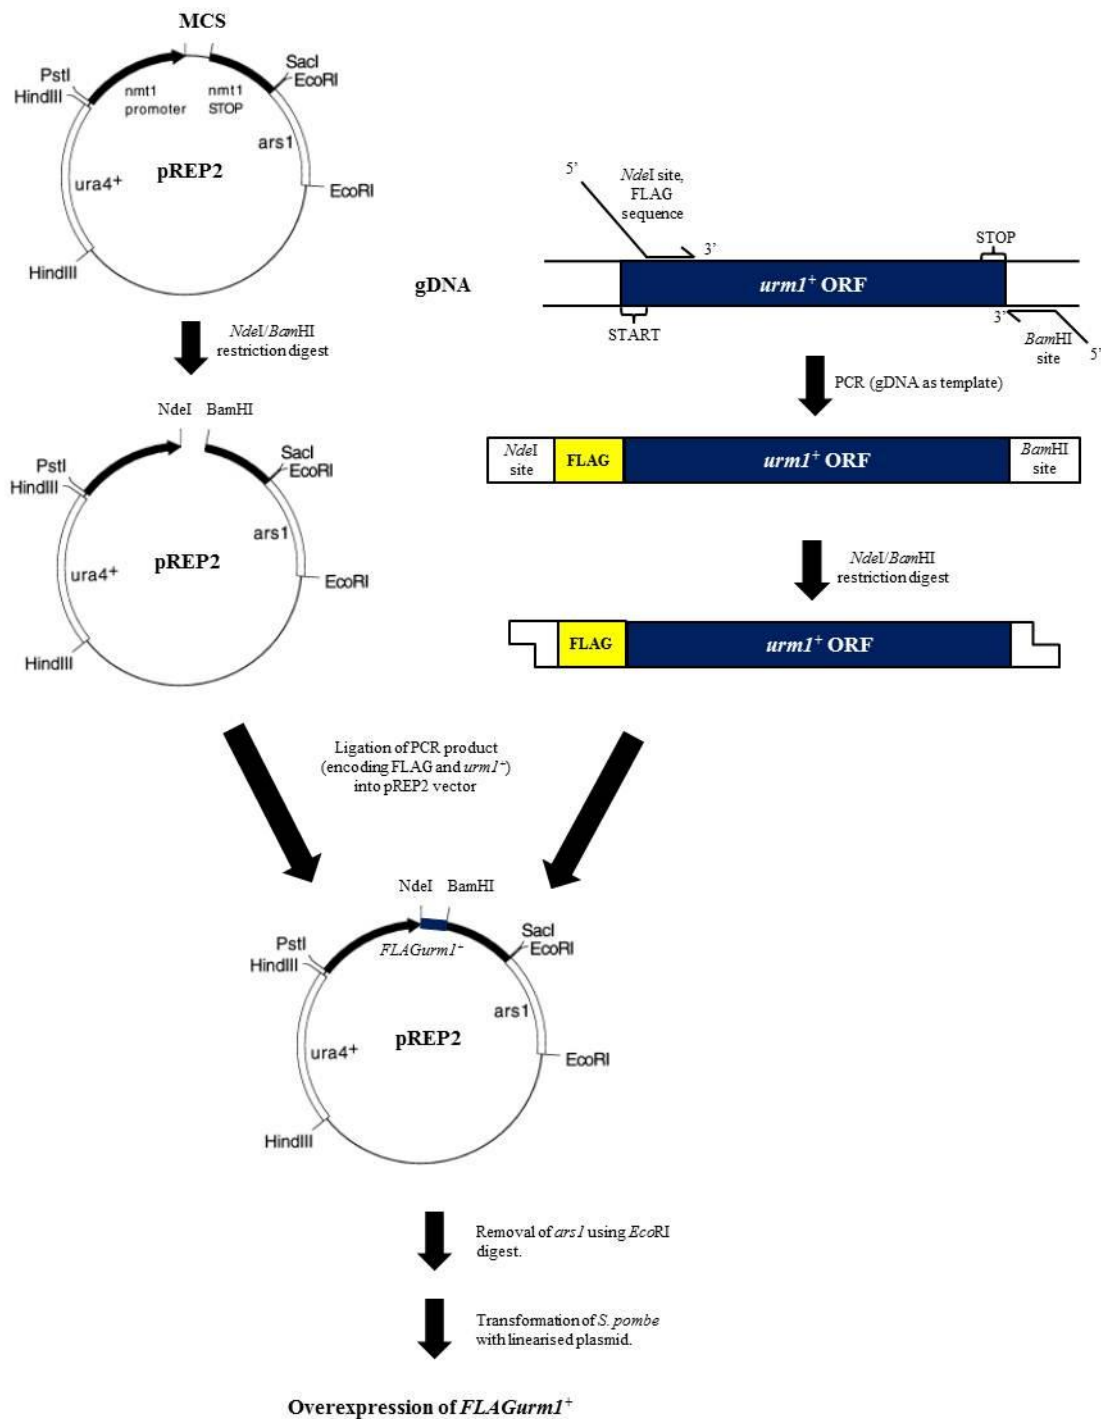 MCS
SacI
EcoRI
PstI
HindIII
nmt1
promoter
nmt1
STOP
ars1
pREP2
ura4+
EcoRI
HindIII
NdeI/BamHI
restriction digest
NdeI BamHI
SacI
EcoRI
PstI
HindIII
ars1
pREP2
ura4+
EcoRI
HindIII
5’
NdeI site,
FLAG
sequence
3’
STOP
gDNA
urm1+ ORF
START
3’
BamHI
site
5’
PCR (gDNA as template)
NdeI
site
FLAG
urm1+ ORF
BamHI
site
NdeI/BamHI
restriction digest
FLAG
urm1+ ORF
Ligation of PCR product
(encoding FLAG and urm1+)
into pREP2 vector
NdeI BamHI
SacI
EcoRI
PstI
HindIII
FLAGurm1+
ars1
pREP2
ura4+
EcoRI
HindIII
Removal of ars1 using EcoRI
digest.
Transformation of S. pombe
with linearised plasmid.
Overexpression of FLAGurm1+